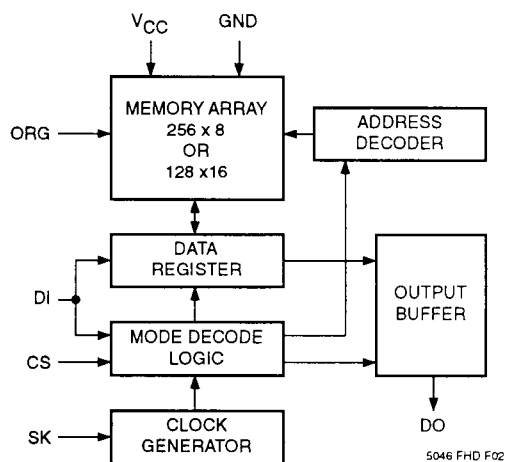 VCC
GND
MEMORY ARRAY
256 x 8
OR
128 x16
ORG
ADDRESS
DECODER
DATA
REGISTER
DI
OUTPUT
BUFFER
MODE DECODE
LOGIC
CS
CLOCK
GENERATOR
SK
DO
5046 FHD F02